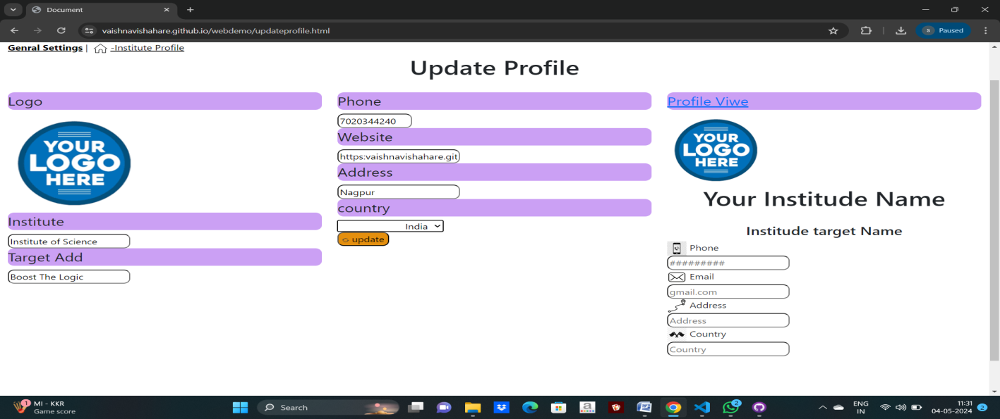 Document
vaishnavishahare.github.io/webdemo/updateprofile.html
S Paused
Genral Settings | -Institute Profile
Update Profile
Logo
YOUR
LOGO
HERE
Institute
Institute of Science
Target Add
Boost The Logic
Phone
7020344240
Website
https:vaishnavishahare.git
Address
Nagpur
country
India
update
Profile Viwe
YOUR
LOGO
HERE
Your Institude Name
Institude target Name
Phone
#########
Email
gmail.com
Address
Address
Country
Country
1
MI - KKR
Game score
Search
a
W
2
ENG
IN
11:31
04-05-2024
2